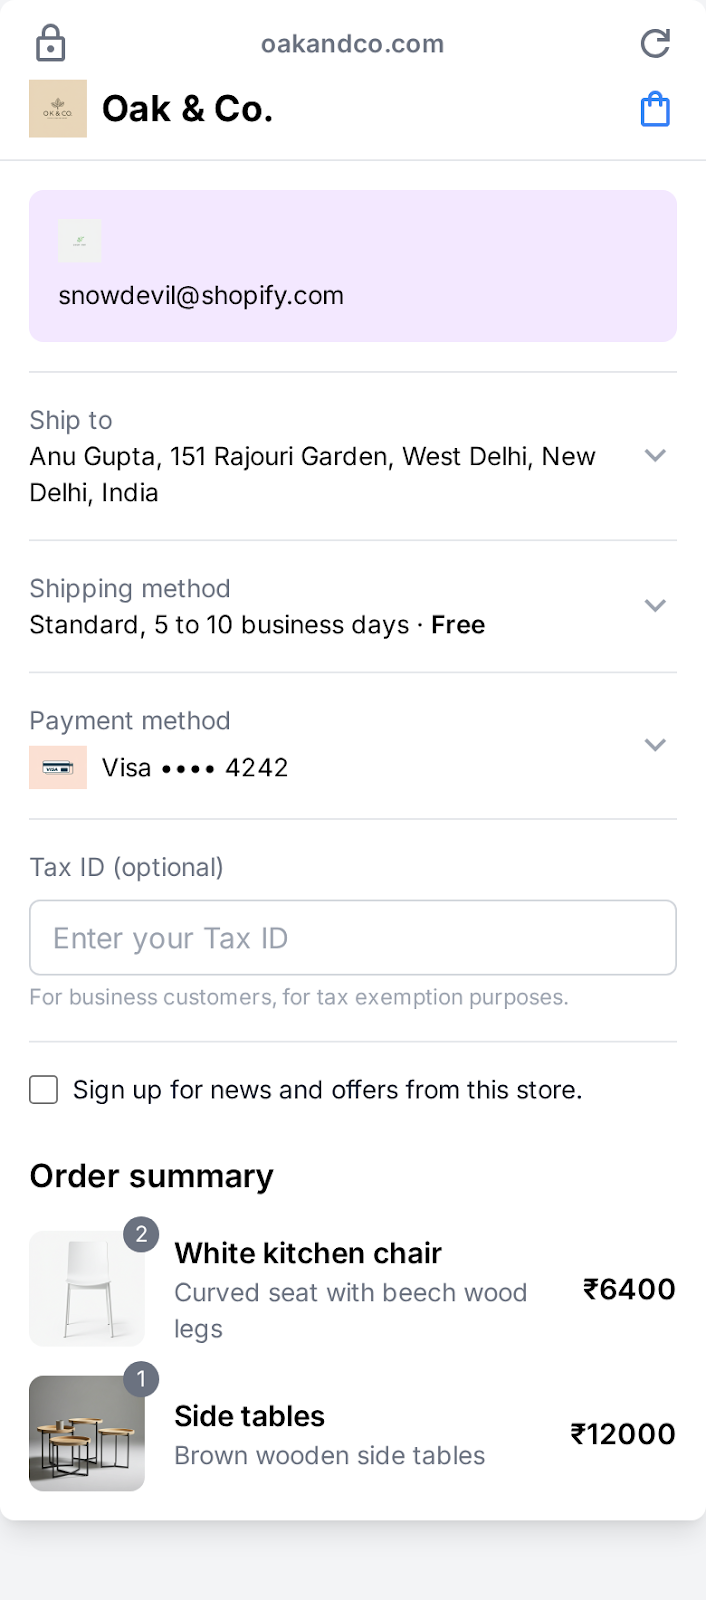 oakandco.com
OK & CO.
Oak & Co.
snowdevil@shopify.com
Ship to
Anu Gupta, 151 Rajouri Garden, West Delhi, New
Delhi, India
Shipping method
Standard, 5 to 10 business days · Free
Payment method
VISA
Visa •••• 4242
Tax ID (optional)
Enter your Tax ID
For business customers, for tax exemption purposes.
Sign up for news and offers from this store.
Order summary
2
White kitchen chair
Curved seat with beech wood
legs
₹6400
1
Side tables
Brown wooden side tables
₹12000